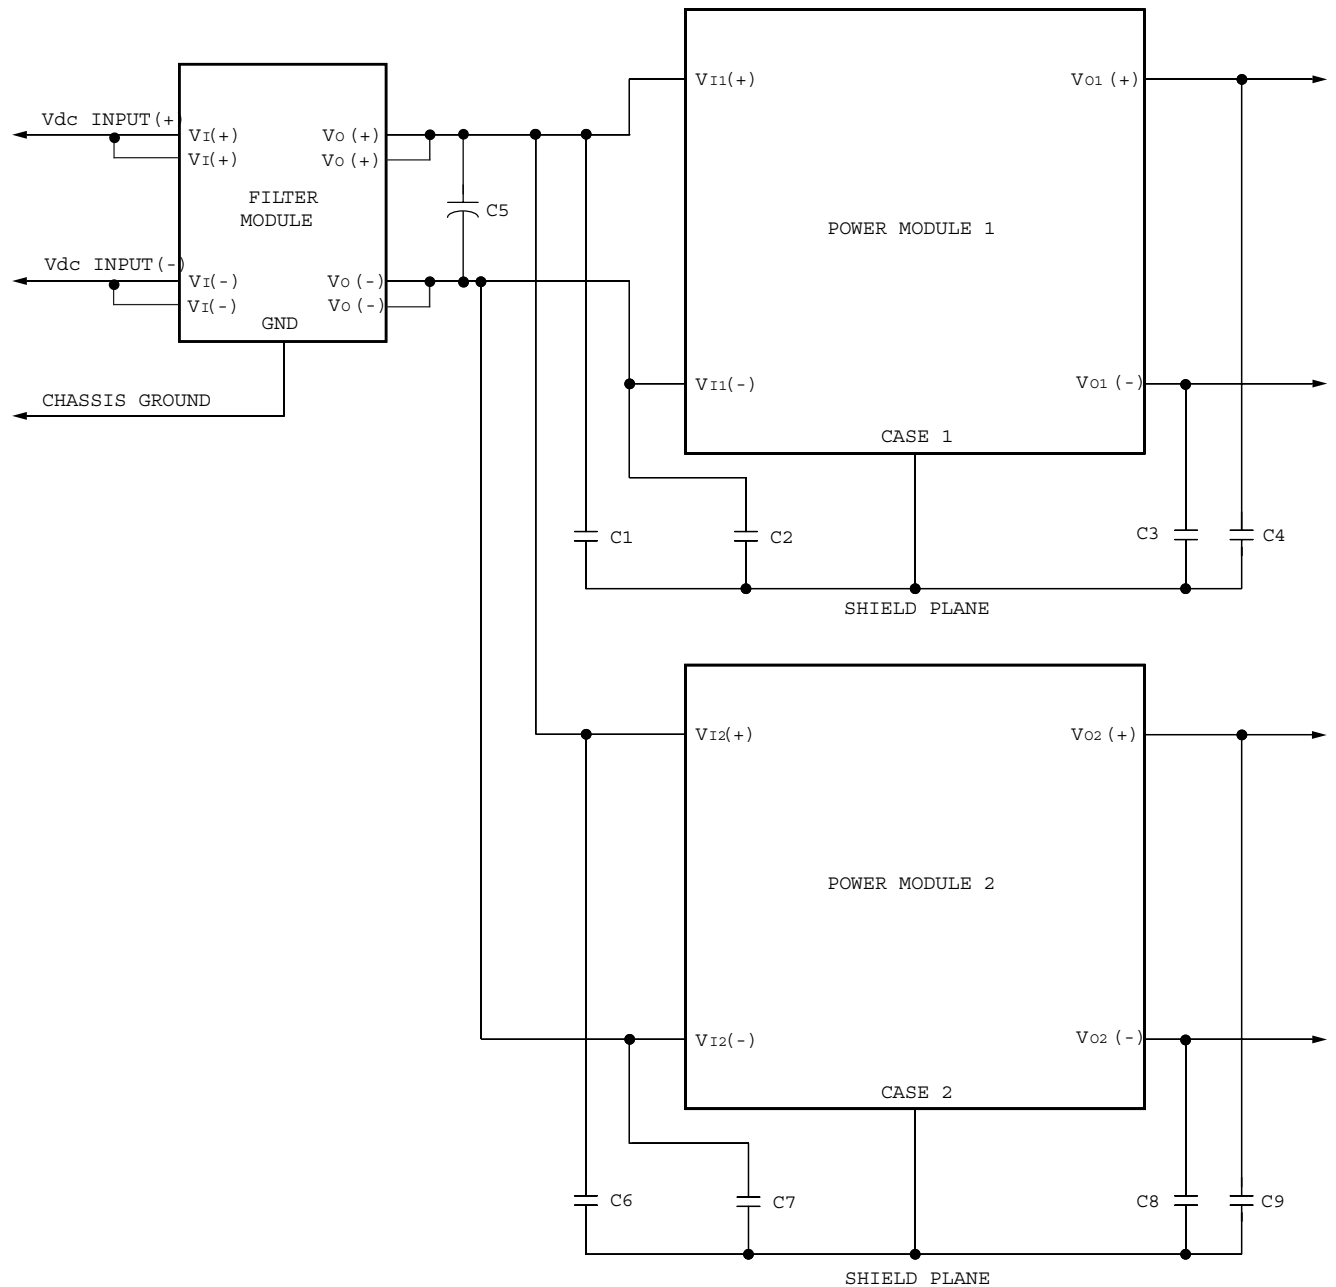 Vdc INPUT(+)
VI(+)
VI(+)
VO(+)
VO(+)
FILTER
MODULE
Vdc INPUT(-)
VI(-)
VI(-)
VO(-)
VO(-)
GND
CHASSIS GROUND
C5
VI1(+)
VO1(+)
POWER MODULE 1
VI1(-)
VO1(-)
CASE 1
C1
C2
C3
C4
SHIELD PLANE
VI2(+)
VO2(+)
POWER MODULE 2
VI2(-)
VO2(-)
CASE 2
C6
C7
C8
C9
SHIELD PLANE